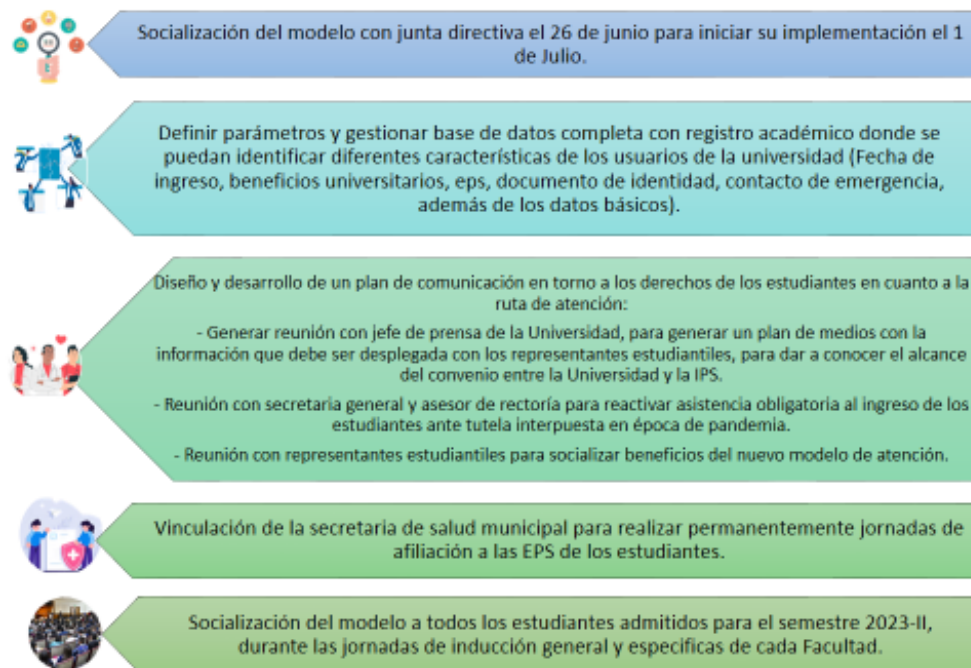 Socialización del modelo con junta directiva el 26 de junio para iniciar su implementación el 1
de Julio.
Definir parámetros y gestionar base de datos completa con registro académico donde se
puedan identificar diferentes características de los usuarios de la universidad (Fecha de
ingreso, beneficios universitarios, eps, documento de identidad, contacto de emergencia,
además de los datos básicos).
Diseño y desarrollo de un plan de comunicación en torno a los derechos de los estudiantes en cuanto a la
ruta de atención:
- Generar reunión con jefe de prensa de la Universidad, para generar un plan de medios con la
información que debe ser desplegada con los representantes estudiantiles, para dar a conocer el alcance
del convenio entre la Universidad y la IPS.
- Reunión con secretaria general y asesor de rectoría para reactivar asistencia obligatoria al ingreso de los
estudiantes ante tutela interpuesta en época de pandemia.
- Reunión con representantes estudiantiles para socializar beneficios del nuevo modelo de atención.
Vinculación de la secretaria de salud municipal para realizar permanentemente jornadas de
afiliación a las EPS de los estudiantes.
Socialización del modelo a todos los estudiantes admitidos para el semestre 2023-II,
durante las jornadas de inducción general y especificas de cada Facultad.